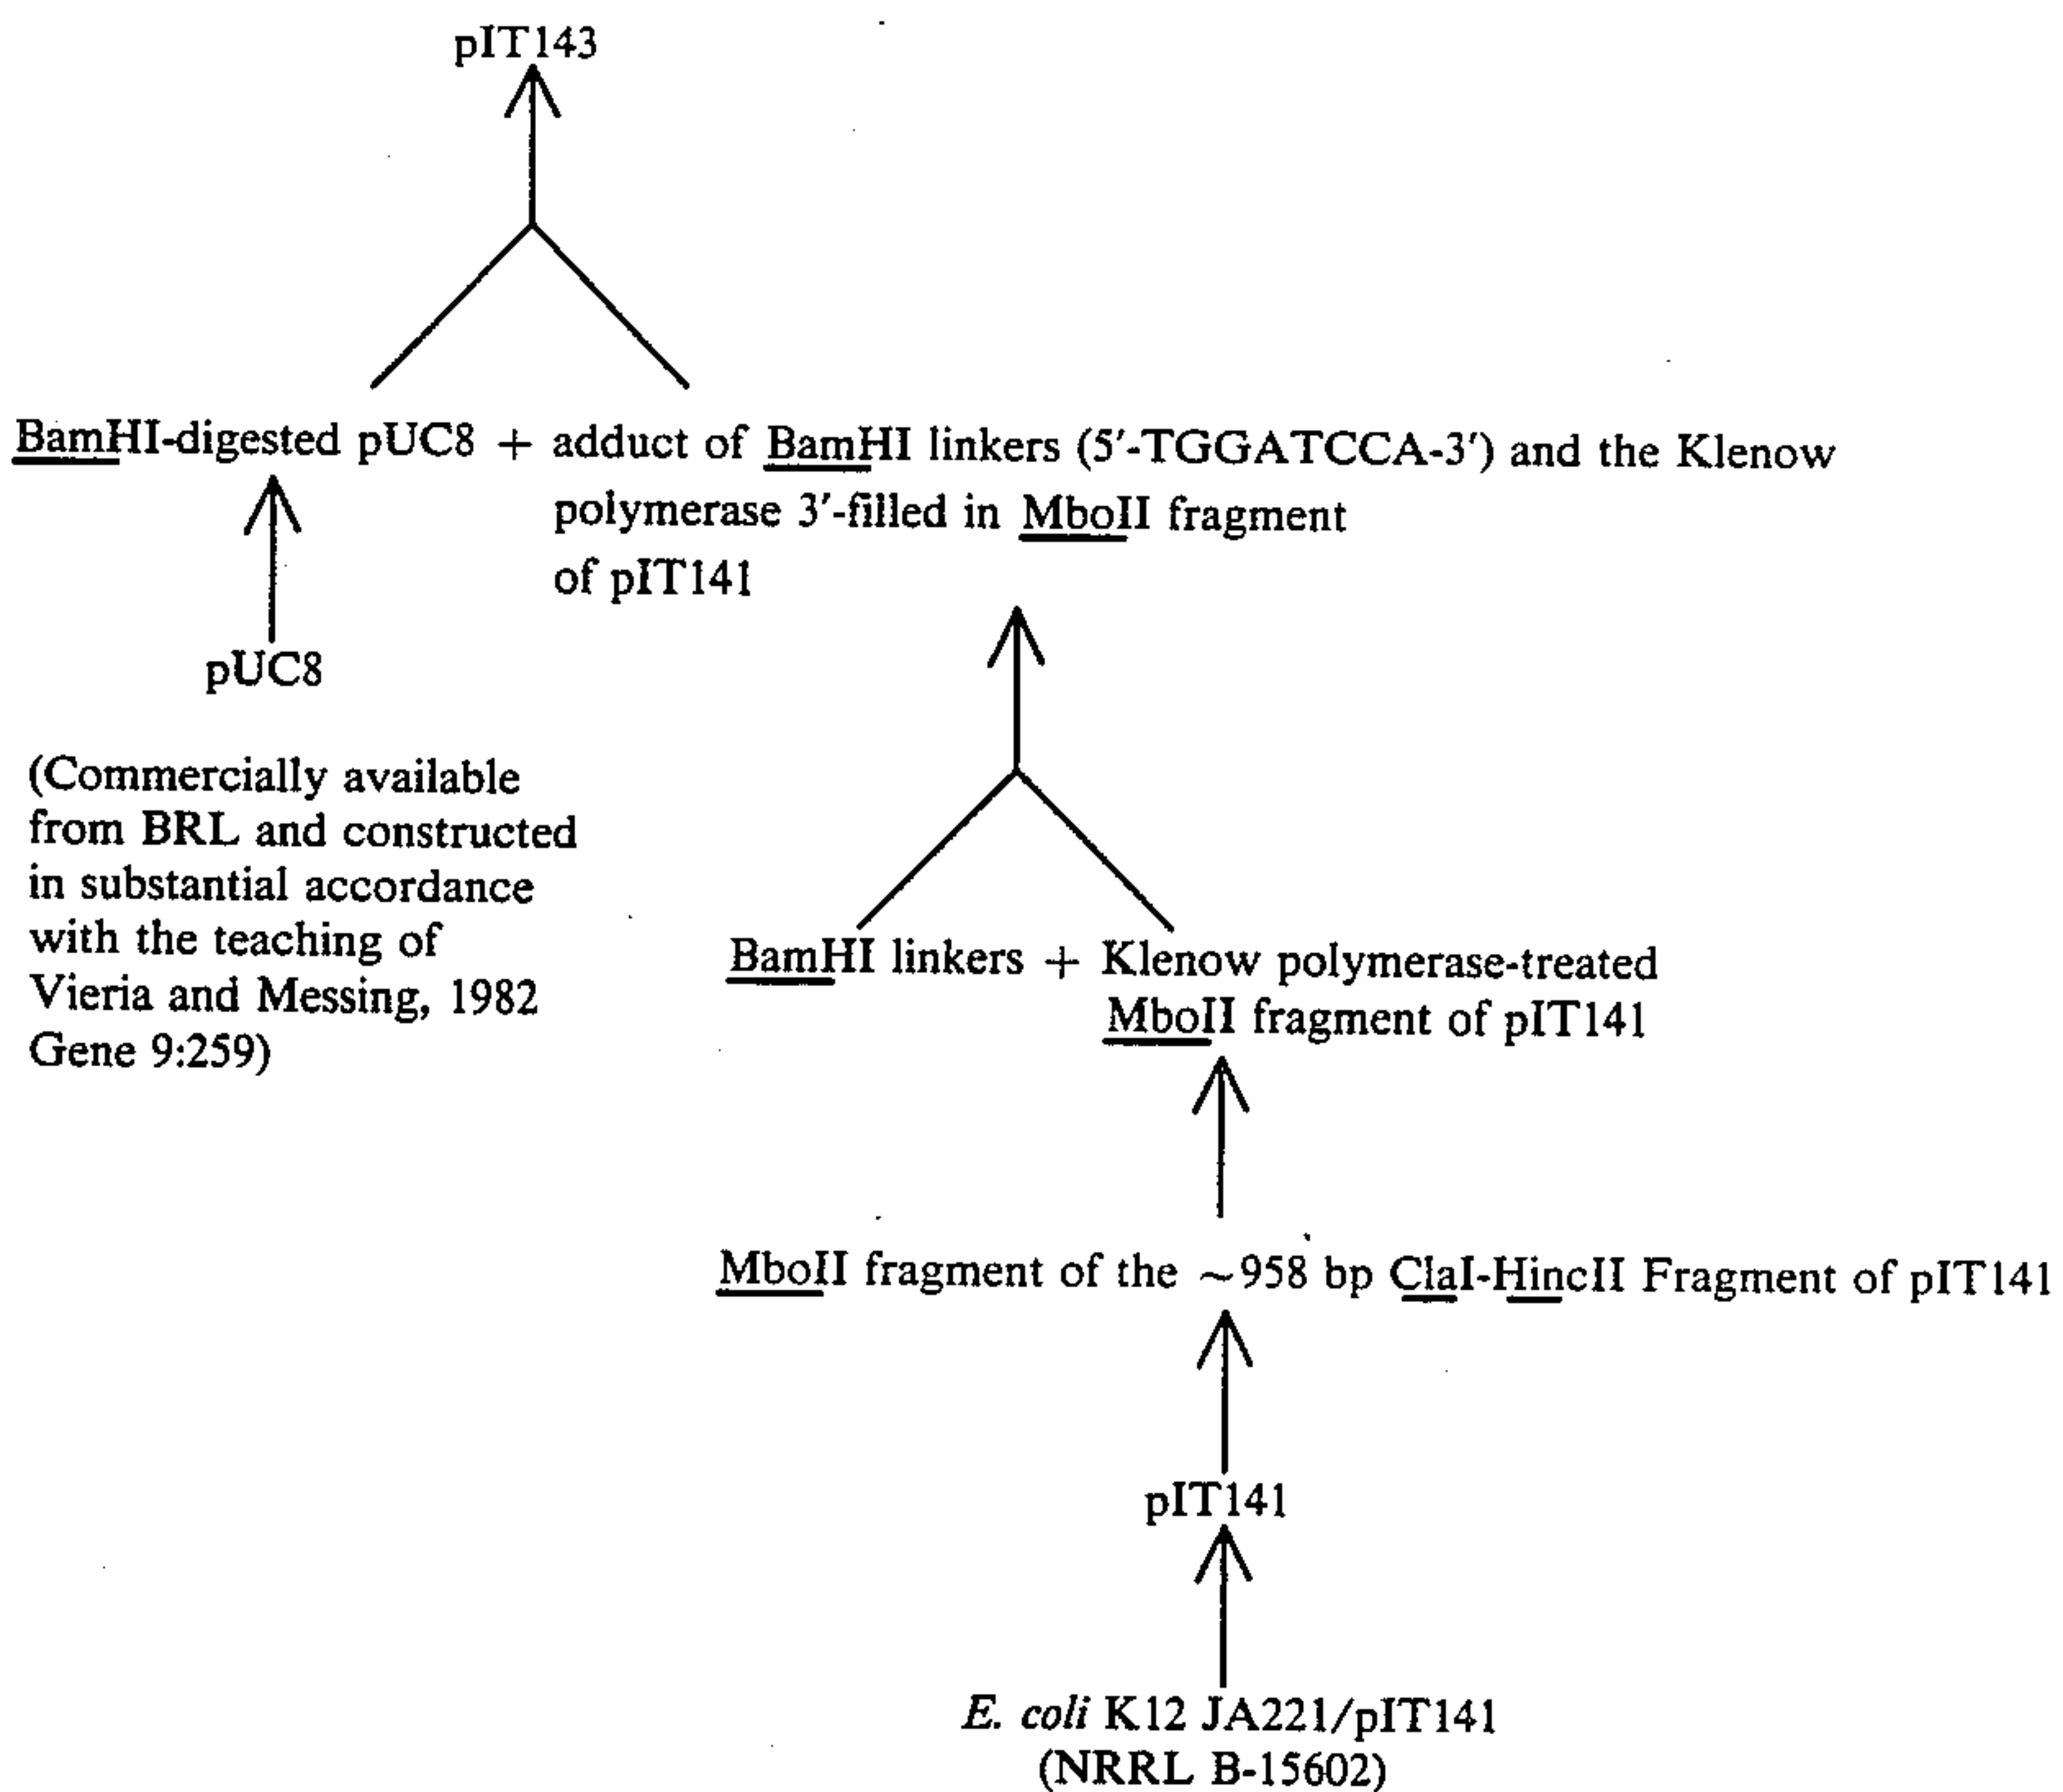 pIT143
BamHI-digested pUC8 + adduct of BamHI linkers (5′-TGGATCCA-3′) and the Klenow
polymerase 3′-filled in MboII fragment
of pIT141
pUC8
(Commercially available
from BRL and constructed
in substantial accordance
with the teaching of
Vieria and Messing, 1982
Gene 9:259)
BamHI linkers + Klenow polymerase-treated
MboII fragment of pIT141
MboII fragment of the ~958 bp ClaI-HincII Fragment of pIT141
pIT141
E. coli K12 JA221/pIT141
(NRRL B-15602)